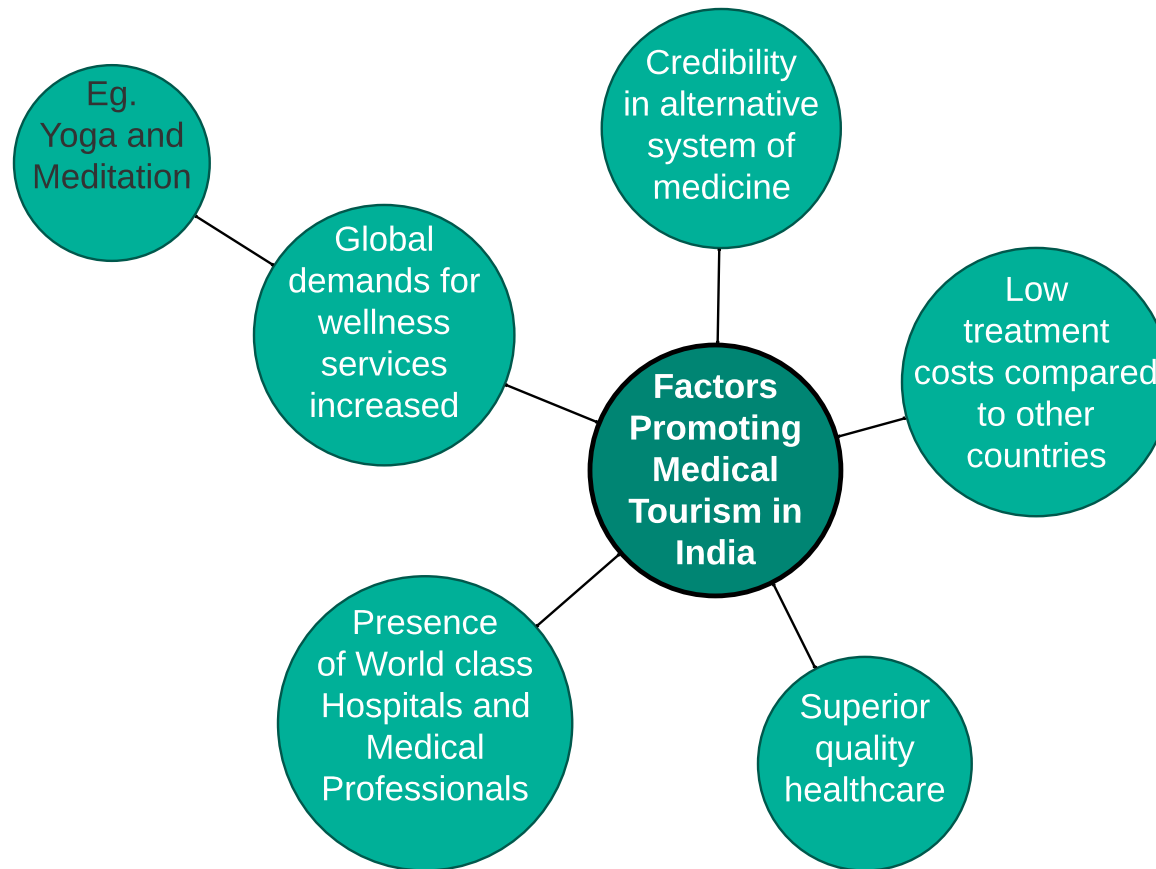 Eg.
Yoga and
Meditation
Credibility
in alternative
system of
medicine
Global
demands for
wellness
services
increased
Low
treatment
costs compared
to other
countries
Factors
Promoting
Medical
Tourism in
India
Presence
of World class
Hospitals and
Medical
Professionals
Superior
quality
healthcare